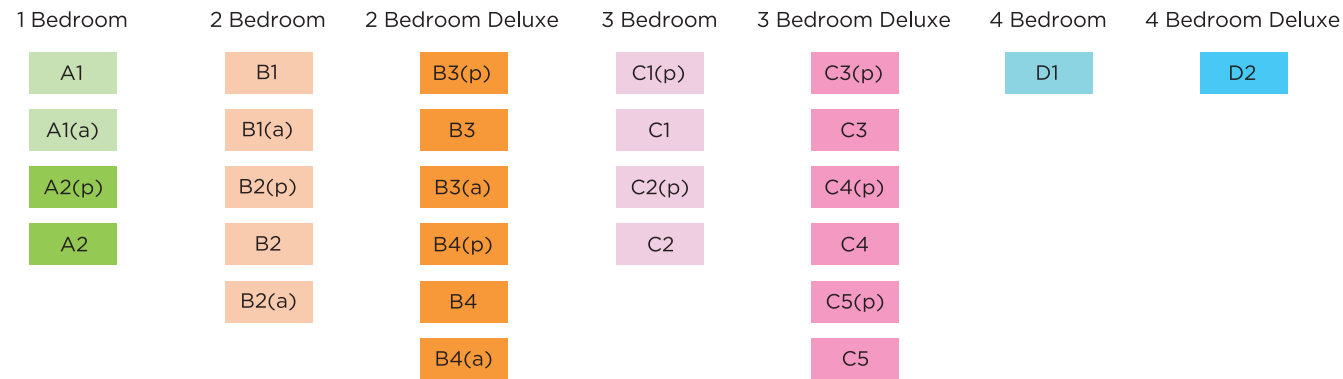 1 Bedroom
A1
A1(a)
A2(p)
A2
2 Bedroom
B1
B1(a)
B2(p)
B2
B2(a)
2 Bedroom Deluxe
B3(p)
B3
B3(a)
B4(p)
B4
B4(a)
3 Bedroom
C1(p)
C1
C2(p)
C2
3 Bedroom Deluxe
C3(p)
C3
C4(p)
C4
C5(p)
C5
4 Bedroom
D1
4 Bedroom Deluxe
D2